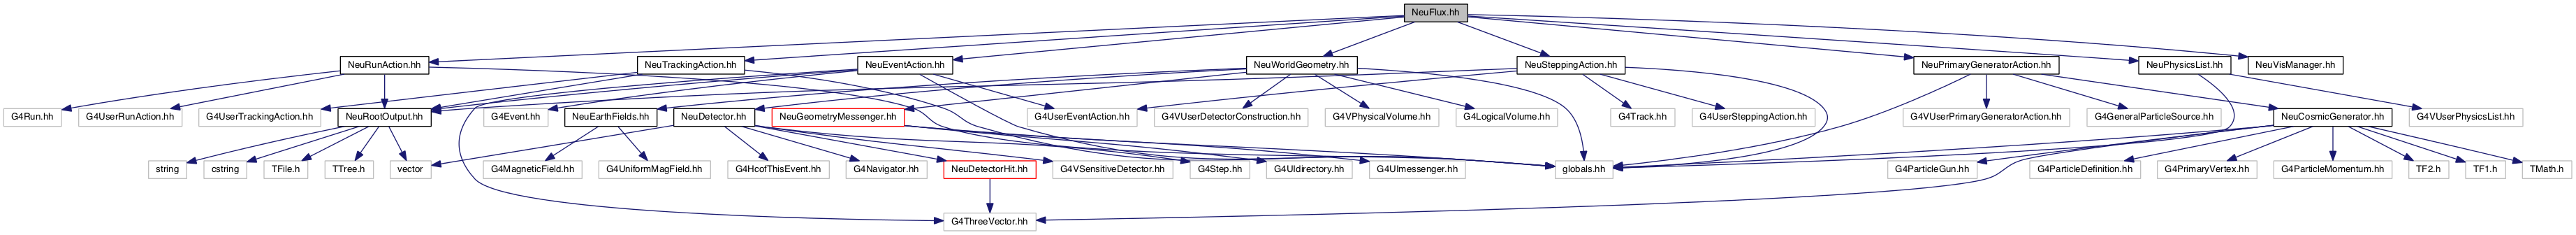 NeuFlux.hh
NeuRunAction.hh
NeuTrackingAction.hh
NeuEventAction.hh
NeuWorldGeometry.hh
NeuSteppingAction.hh
NeuPrimaryGeneratorAction.hh
NeuPhysicsList.hh
NeuVisManager.hh
G4Run.hh
G4UserRunAction.hh
G4UserTrackingAction.hh
NeuRootOutput.hh
G4Event.hh
NeuEarthFields.hh
NeuDetector.hh
NeuGeometryMessenger.hh
G4UserEventAction.hh
G4VUserDetectorConstruction.hh
G4VPhysicalVolume.hh
G4LogicalVolume.hh
G4Track.hh
G4UserSteppingAction.hh
G4VUserPrimaryGeneratorAction.hh
G4GeneralParticleSource.hh
NeuCosmicGenerator.hh
G4VUserPhysicsList.hh
string
cstring
TFile.h
TTree.h
vector
G4MagneticField.hh
G4UniformMagField.hh
G4HcofThisEvent.hh
G4Navigator.hh
NeuDetectorHit.hh
G4VSensitiveDetector.hh
G4Step.hh
G4UIdirectory.hh
G4UImessenger.hh
globals.hh
G4ParticleGun.hh
G4ParticleDefinition.hh
G4PrimaryVertex.hh
G4ParticleMomentum.hh
TF2.h
TF1.h
TMath.h
G4ThreeVector.hh